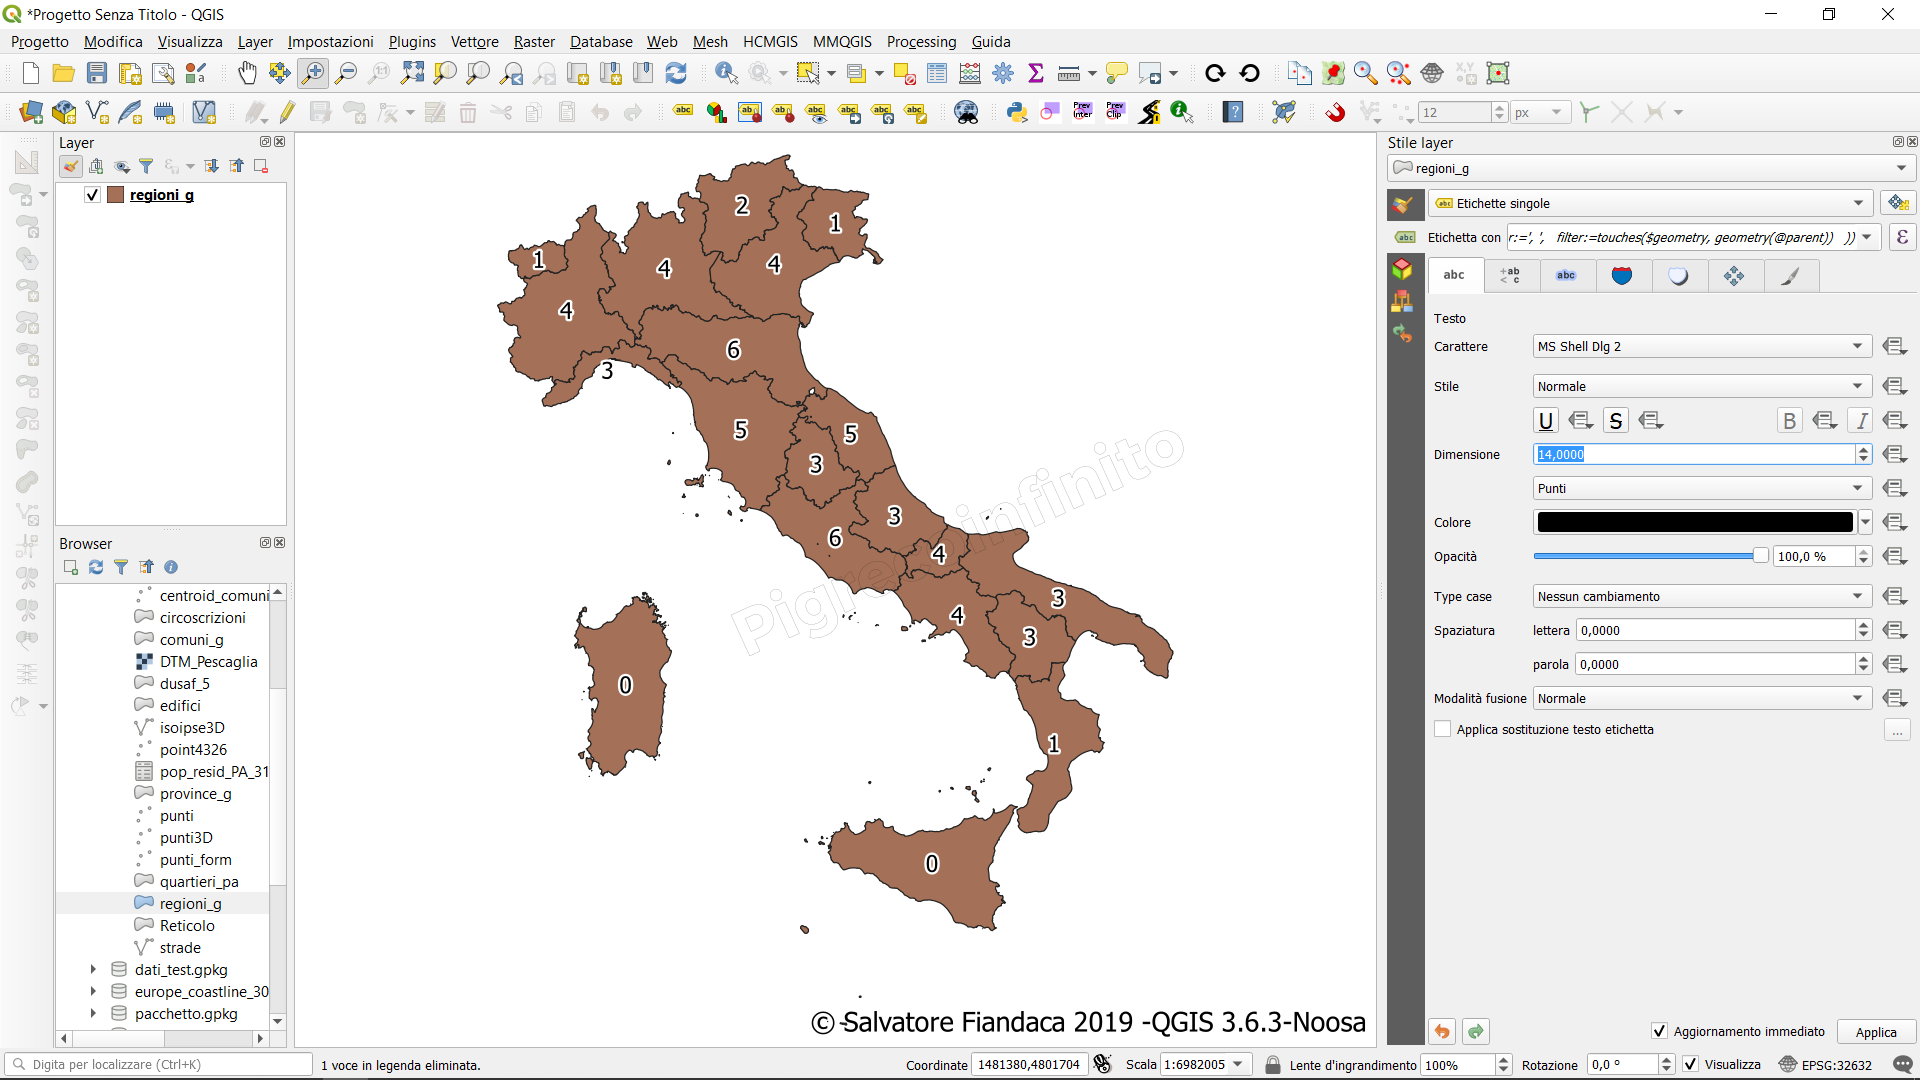 *Progetto Senza Titolo - QGIS
Progetto Modifica Visualizza Layer Impostazioni Plugins Vettore Raster Database Web Mesh HCMGIS MMQGIS Processing Guida
12 px
Layer
regioni_g
Browser
centroid_comuni
circoscrizioni
comuni_g
DTM_Pescaglia
dusaf_5
edifici
isoipse3D
point4326
pop_resid_PA_31
province_g
punti
punti3D
punti_form
quartieri_pa
regioni_g
Reticolo
strade
dati_test.gpkg
europe_coastline_30
pacchetto.gpkg
2
1
1
4
4
4
6
3
5
5
3
3
6
4
3
4
3
0
1
0
Pigrecoinfinito
© -Salvatore Fiandaca 2019 -QGIS 3.6.3-Noosa
Stile layer
regioni_g
abc Etichette singole
abc Etichetta con r:=', ', filter:=touches($geometry, geometry(@parent)) )) ε
abc +ab < c abc
Testo
Carattere MS Shell Dlg 2
Stile Normale
U S B I
Dimensione 14,0000
Punti
Colore
Opacità 100,0 %
Type case Nessun cambiamento
Spaziatura lettera 0,0000
parola 0,0000
Modalità fusione Normale
Applica sostituzione testo etichetta ...
Aggiornamento immediato Applica
Digita per localizzare (Ctrl+K) 1 voce in legenda eliminata. Coordinate 1481380,4801704 Scala 1:6982005 Lente d'ingrandimento 100% Rotazione 0,0 ° Visualizza EPSG:32632